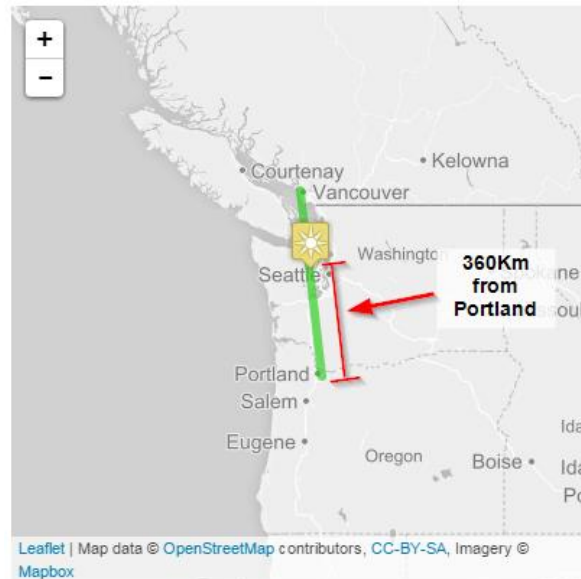 +
−
Courtenay
Kelowna
Vancouver
Washington
Seattle
360Km
from
Portland
Portland
Salem
Eugene
Oregon
Boise
Leaflet | Map data © OpenStreetMap contributors, CC-BY-SA, Imagery ©
Mapbox